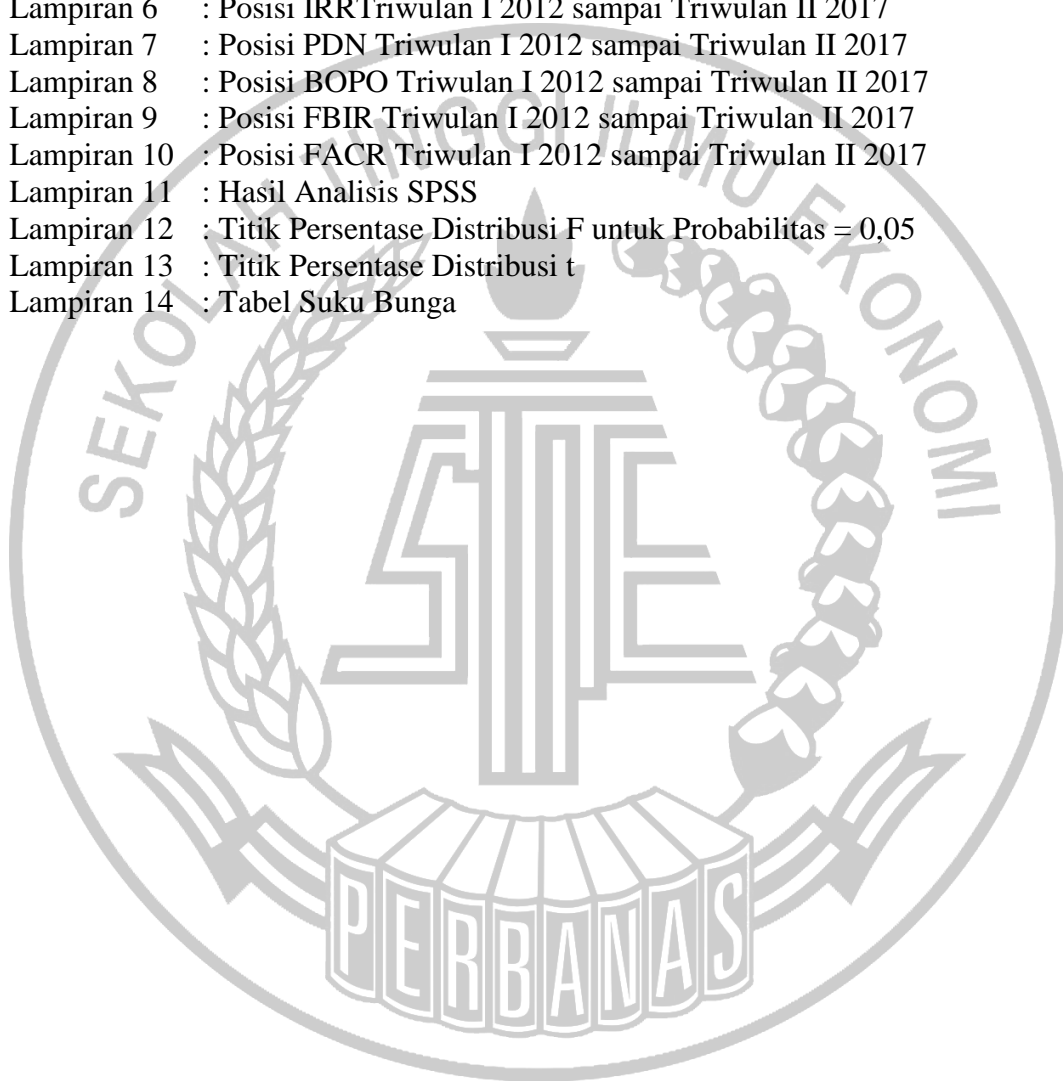 Lampiran 6 : Posisi IRRTriwulan I 2012 sampai Triwulan II 2017
Lampiran 7 : Posisi PDN Triwulan I 2012 sampai Triwulan II 2017
Lampiran 8 : Posisi BOPO Triwulan I 2012 sampai Triwulan II 2017
Lampiran 9 : Posisi FBIR Triwulan I 2012 sampai Triwulan II 2017
Lampiran 10 : Posisi FACR Triwulan I 2012 sampai Triwulan II 2017
Lampiran 11 : Hasil Analisis SPSS
Lampiran 12 : Titik Persentase Distribusi F untuk Probabilitas = 0,05
Lampiran 13 : Titik Persentase Distribusi t
Lampiran 14 : Tabel Suku Bunga
SEKOLAH TINGGI ILMU EKONOMI
STIE
PERBANAS